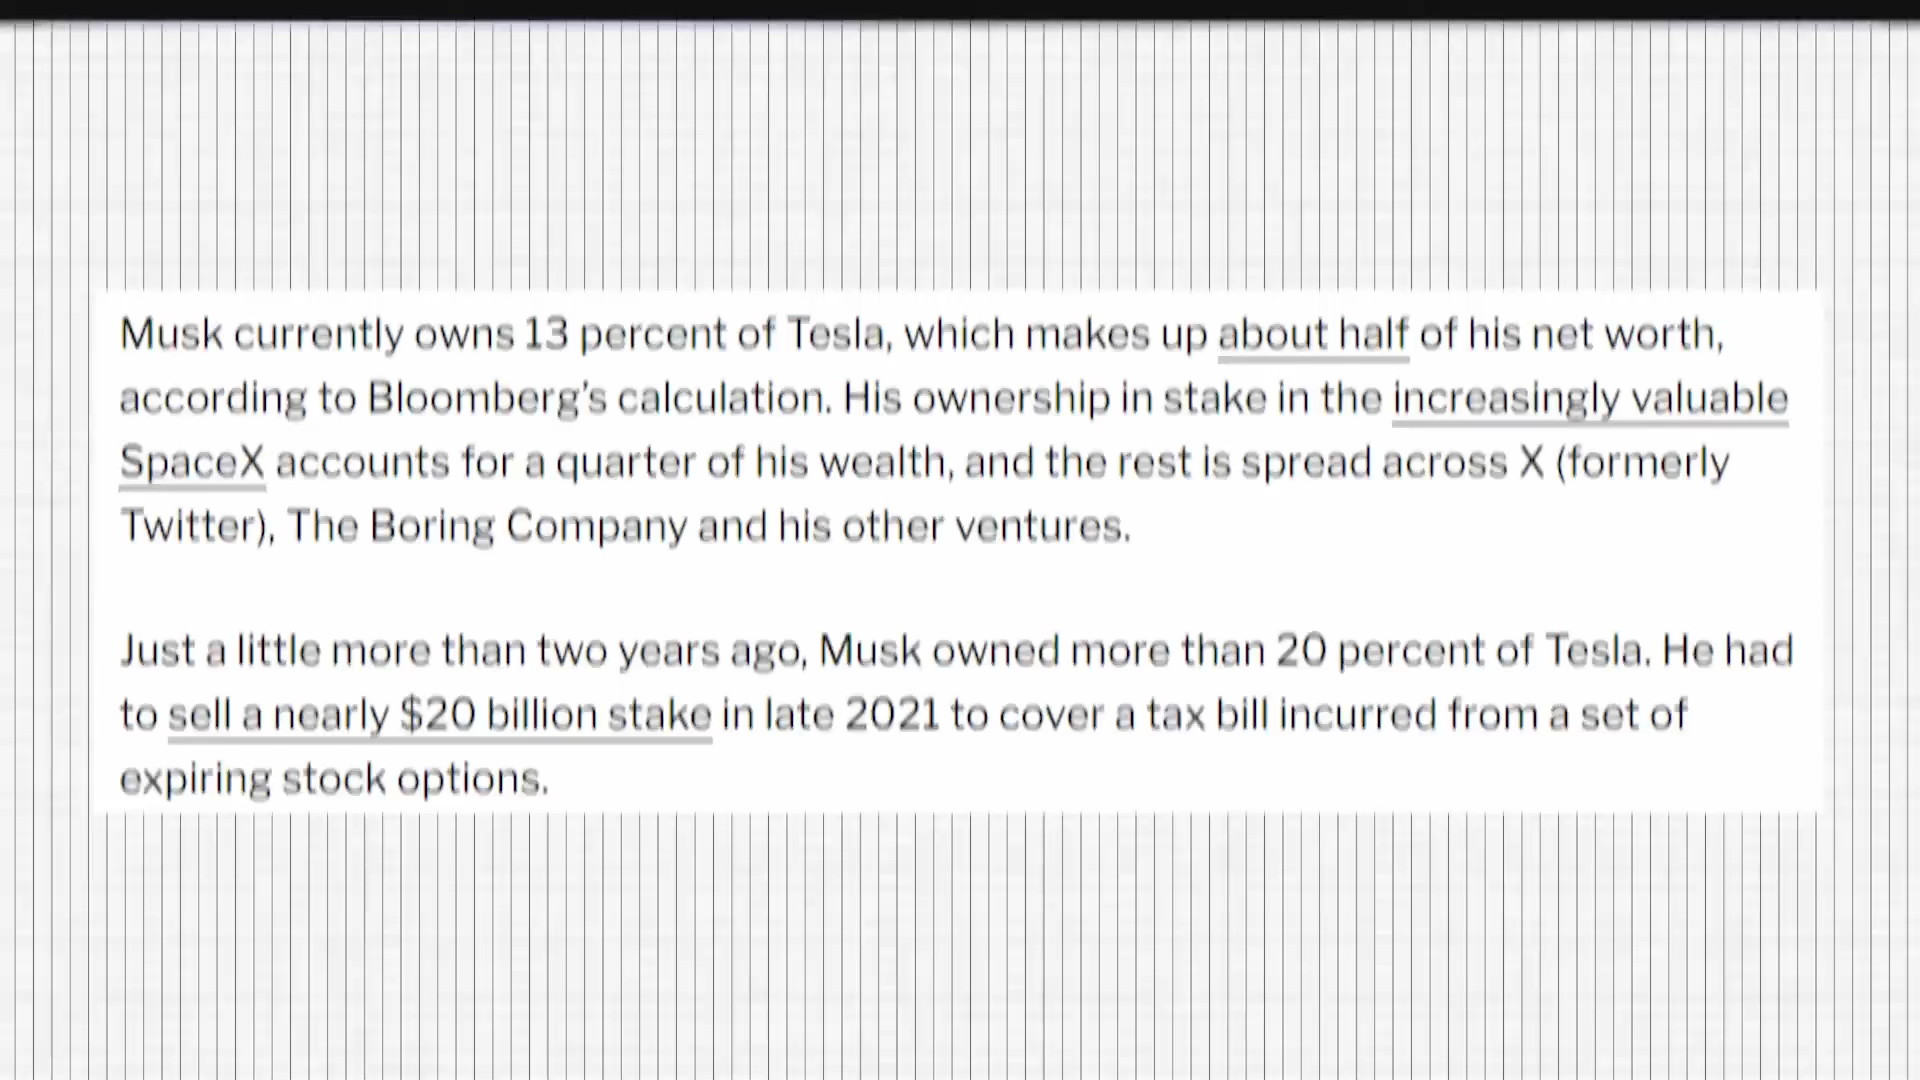 Musk currently owns 13 percent of Tesla, which makes up about half of his net worth,
according to Bloomberg’s calculation. His ownership in stake in the increasingly valuable
SpaceX accounts for a quarter of his wealth, and the rest is spread across X (formerly
Twitter), The Boring Company and his other ventures.
Just a little more than two years ago, Musk owned more than 20 percent of Tesla. He had
to sell a nearly $20 billion stake in late 2021 to cover a tax bill incurred from a set of
expiring stock options.